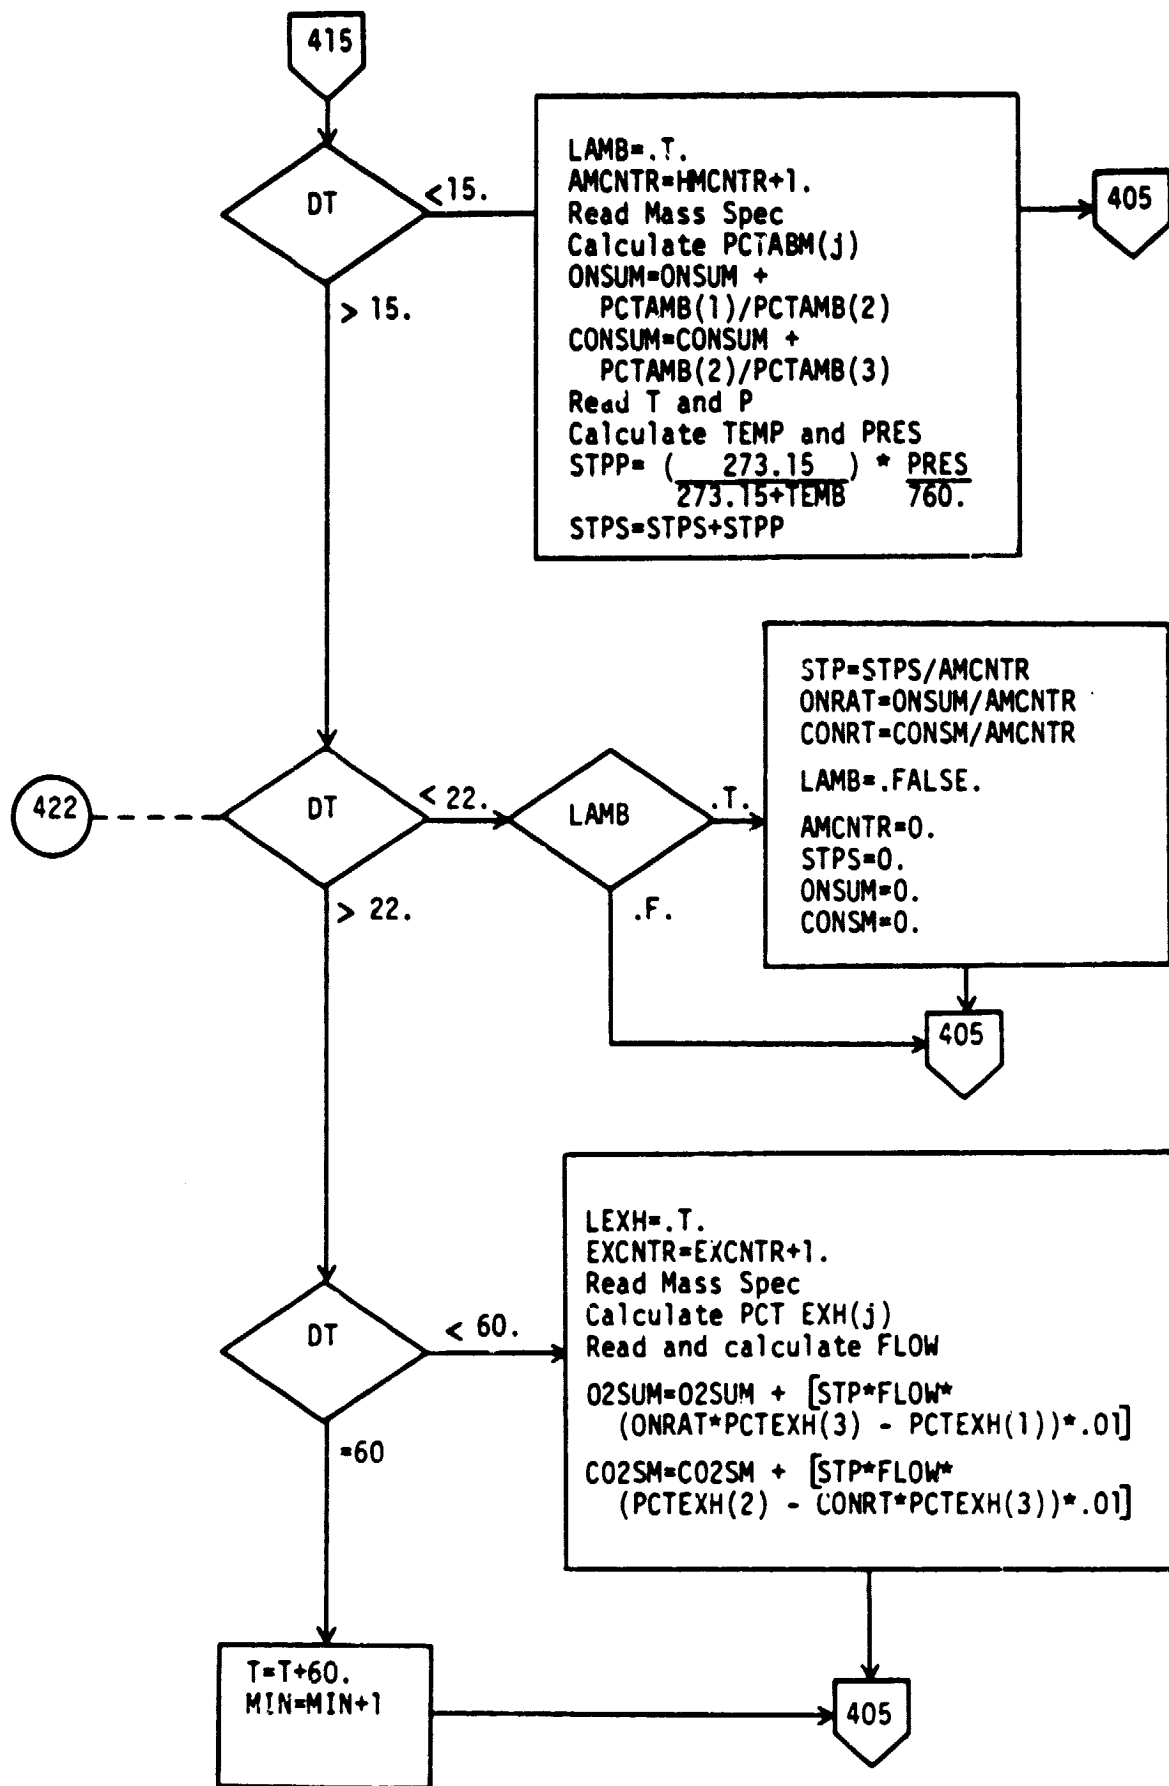 415
DT
<15.
> 15.
LAMB=.T.
AMCNTR=HMCNTR+1.
Read Mass Spec
Calculate PCTABM(j)
ONSUM=ONSUM +
PCTAMB(1)/PCTAMB(2)
CONSUM=CONSUM +
PCTAMB(2)/PCTAMB(3)
Read T and P
Calculate TEMP and PRES
STPP= ( 273.15 ) * PRES
273.15+TEMB 760.
STPS=STPS+STPP
405
422
DT
< 22.
> 22.
LAMB
.T.
.F.
STP=STPS/AMCNTR
ONRAT=ONSUM/AMCNTR
CONRT=CONSM/AMCNTR
LAMB=.FALSE.
AMCNTR=0.
STPS=0.
ONSUM=0.
CONSM=0.
405
DT
< 60.
=60
LEXH=.T.
EXCNTR=EXCNTR+1.
Read Mass Spec
Calculate PCT EXH(j)
Read and calculate FLOW
O2SUM=O2SUM + [STP*FLOW*
(ONRAT*PCTEXH(3) - PCTEXH(1))*.01]
CO2SM=CO2SM + [STP*FLOW*
(PCTEXH(2) - CONRT*PCTEXH(3))*.01]
T=T+60.
MIN=MIN+1
405